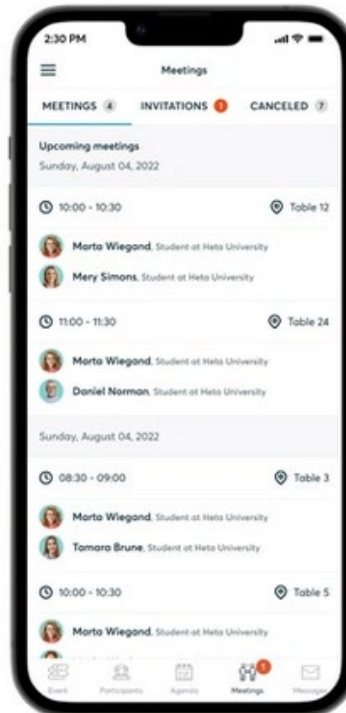 2:30 PM
Meetings
MEETINGS 4 INVITATIONS 1 CANCELED 7
Upcoming meetings
Sunday, August 04, 2022
10:00 - 10:30 Table 12
Marta Wiegand, Student at Heta University
Mery Simons, Student at Heta University
11:00 - 11:30 Table 24
Marta Wiegand, Student at Heta University
Daniel Norman, Student at Heta University
Sunday, August 04, 2022
08:30 - 09:00 Table 3
Marta Wiegand, Student at Heta University
Tamara Brune, Student at Heta University
10:00 - 10:30 Table 5
Marta Wiegand, Student at Heta University
1
Event Participants Agenda Meetings Messages